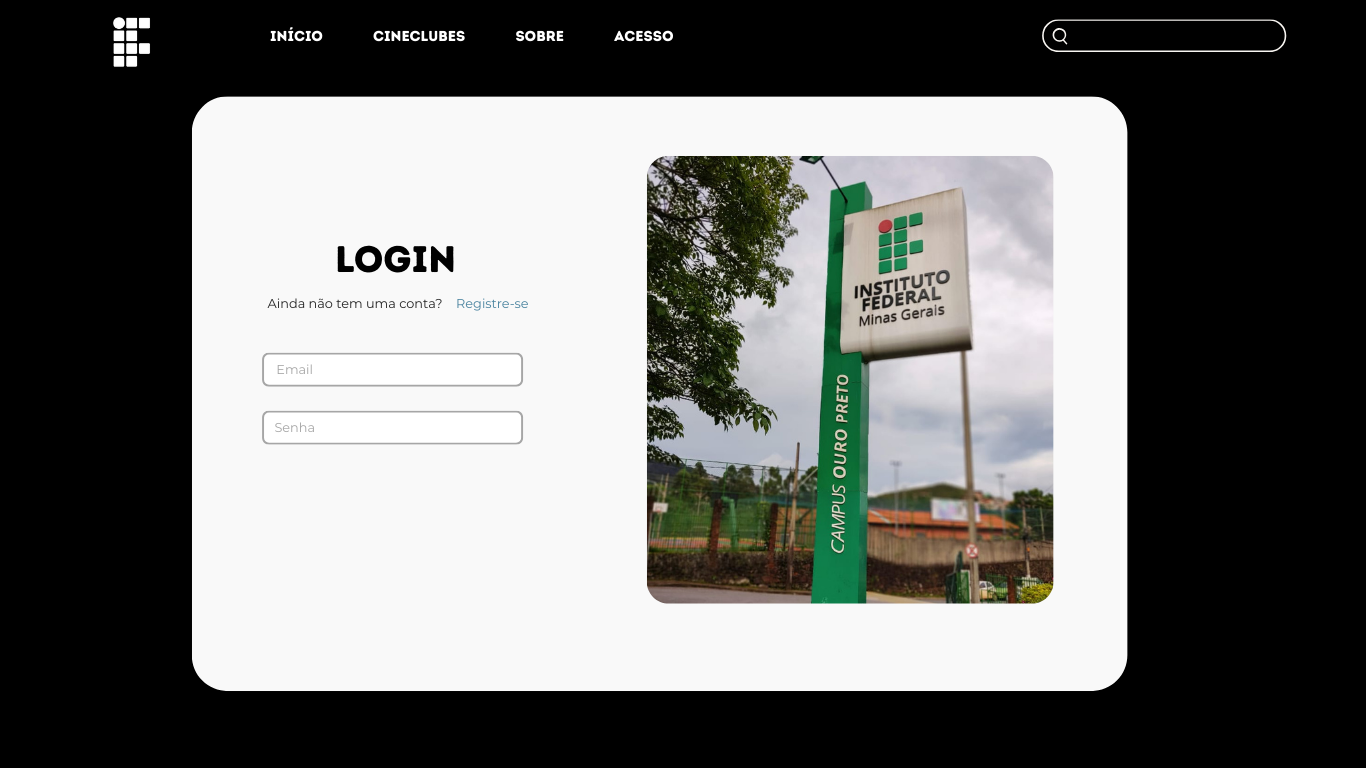 INÍCIO
CINECLUBES
SOBRE
ACESSO
LOGIN
Ainda não tem uma conta? Registre-se
Email
Senha
INSTITUTO
FEDERAL
Minas Gerais
CAMPUS OURO PRETO